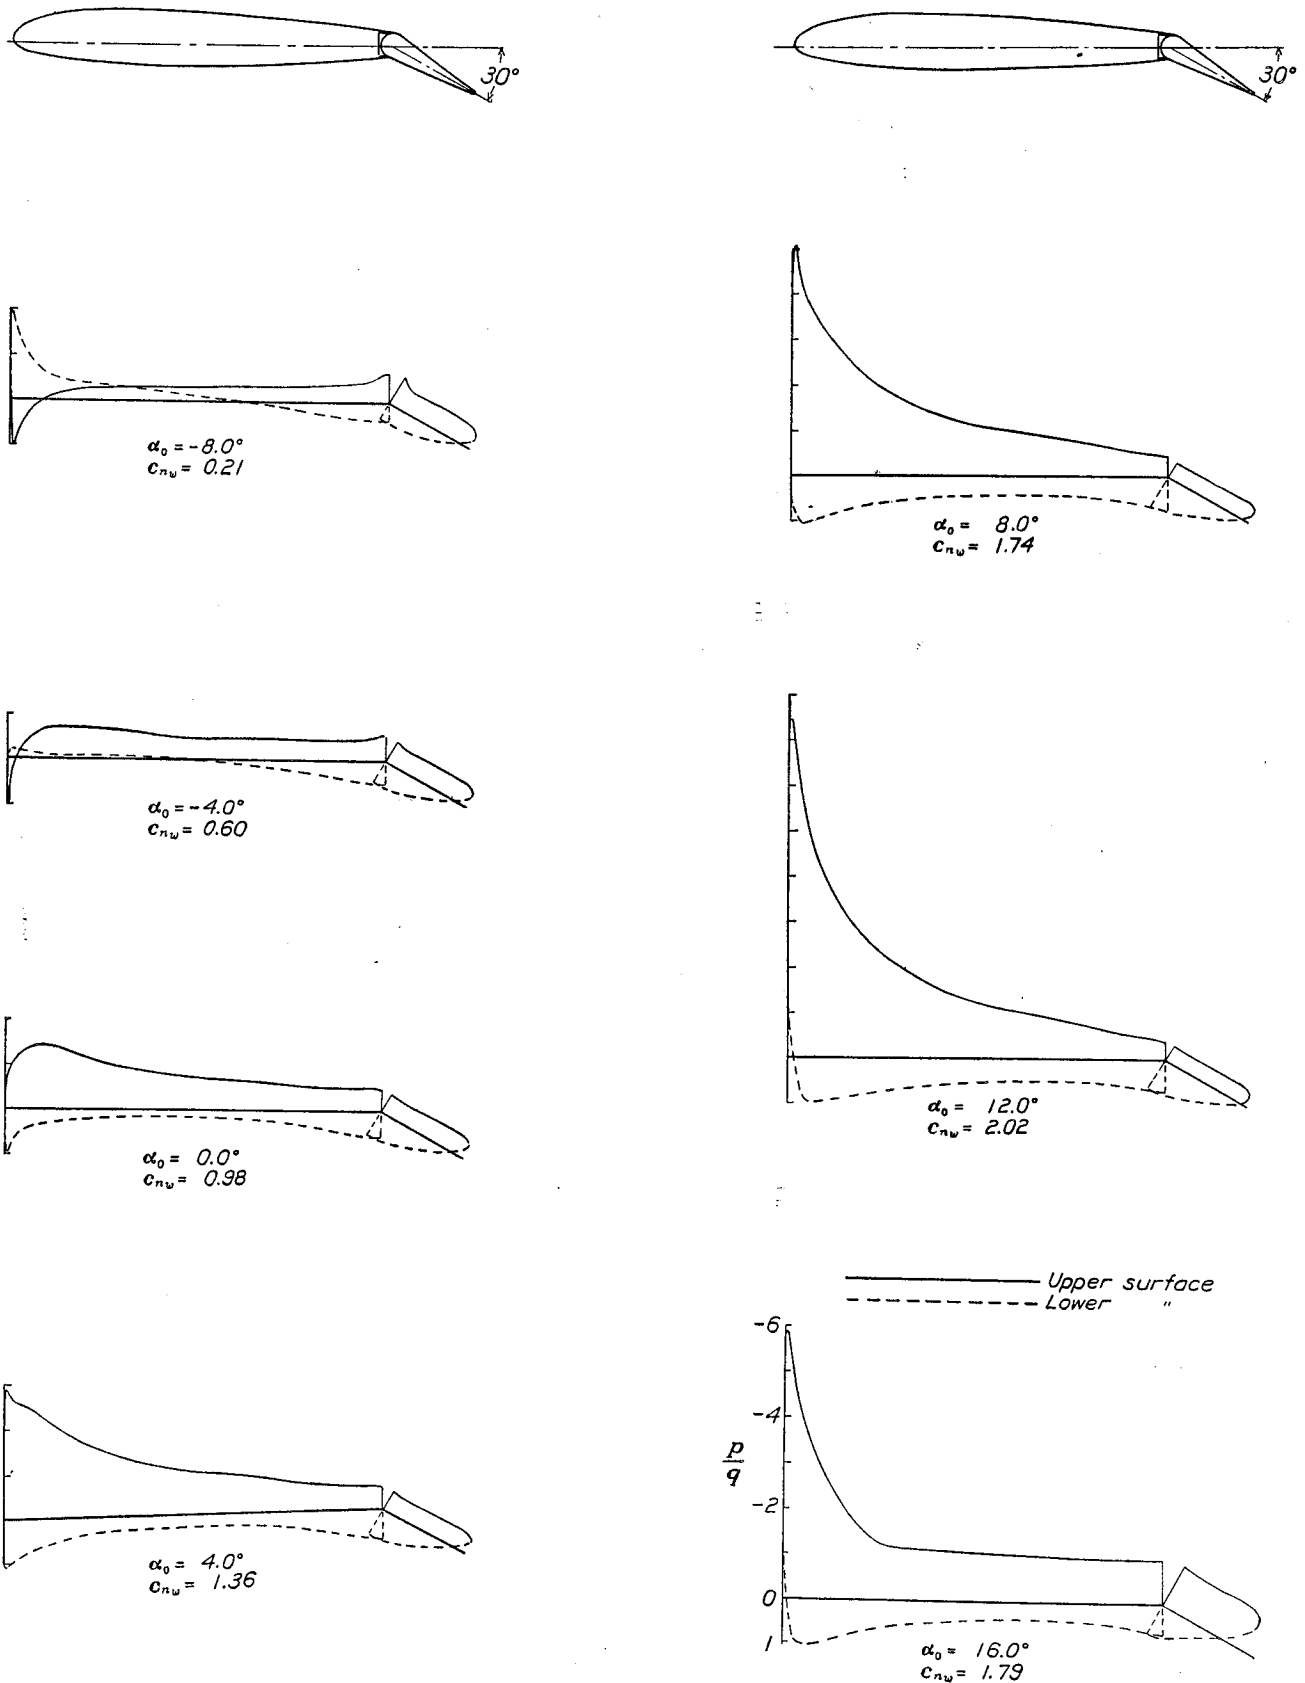 30°
30°
α₀ = -8.0°
cₙw = 0.21
α₀ = 8.0°
cₙw = 1.74
α₀ = -4.0°
cₙw = 0.60
α₀ = 12.0°
cₙw = 2.02
α₀ = 0.0°
cₙw = 0.98
Upper surface
Lower "
α₀ = 4.0°
cₙw = 1.36
-6
-4
p/q
-2
0
1
α₀ = 16.0°
cₙw = 1.79